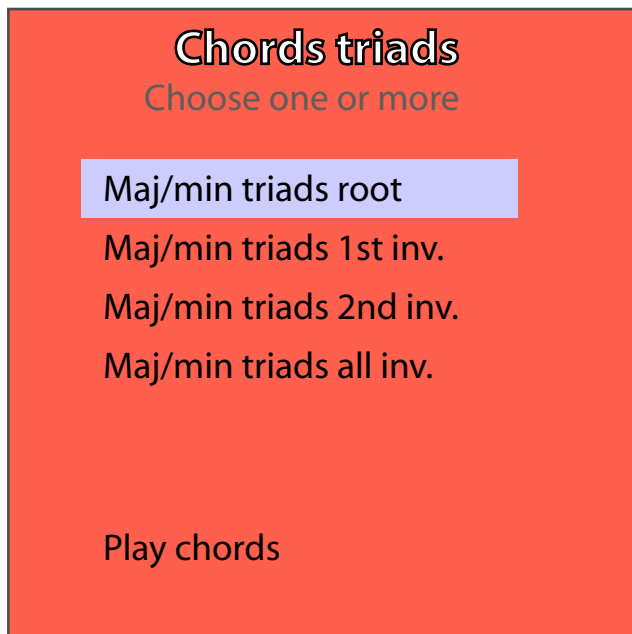 Chords triads
Choose one or more
Maj/min triads root
Maj/min triads 1st inv.
Maj/min triads 2nd inv.
Maj/min triads all inv.
Play chords